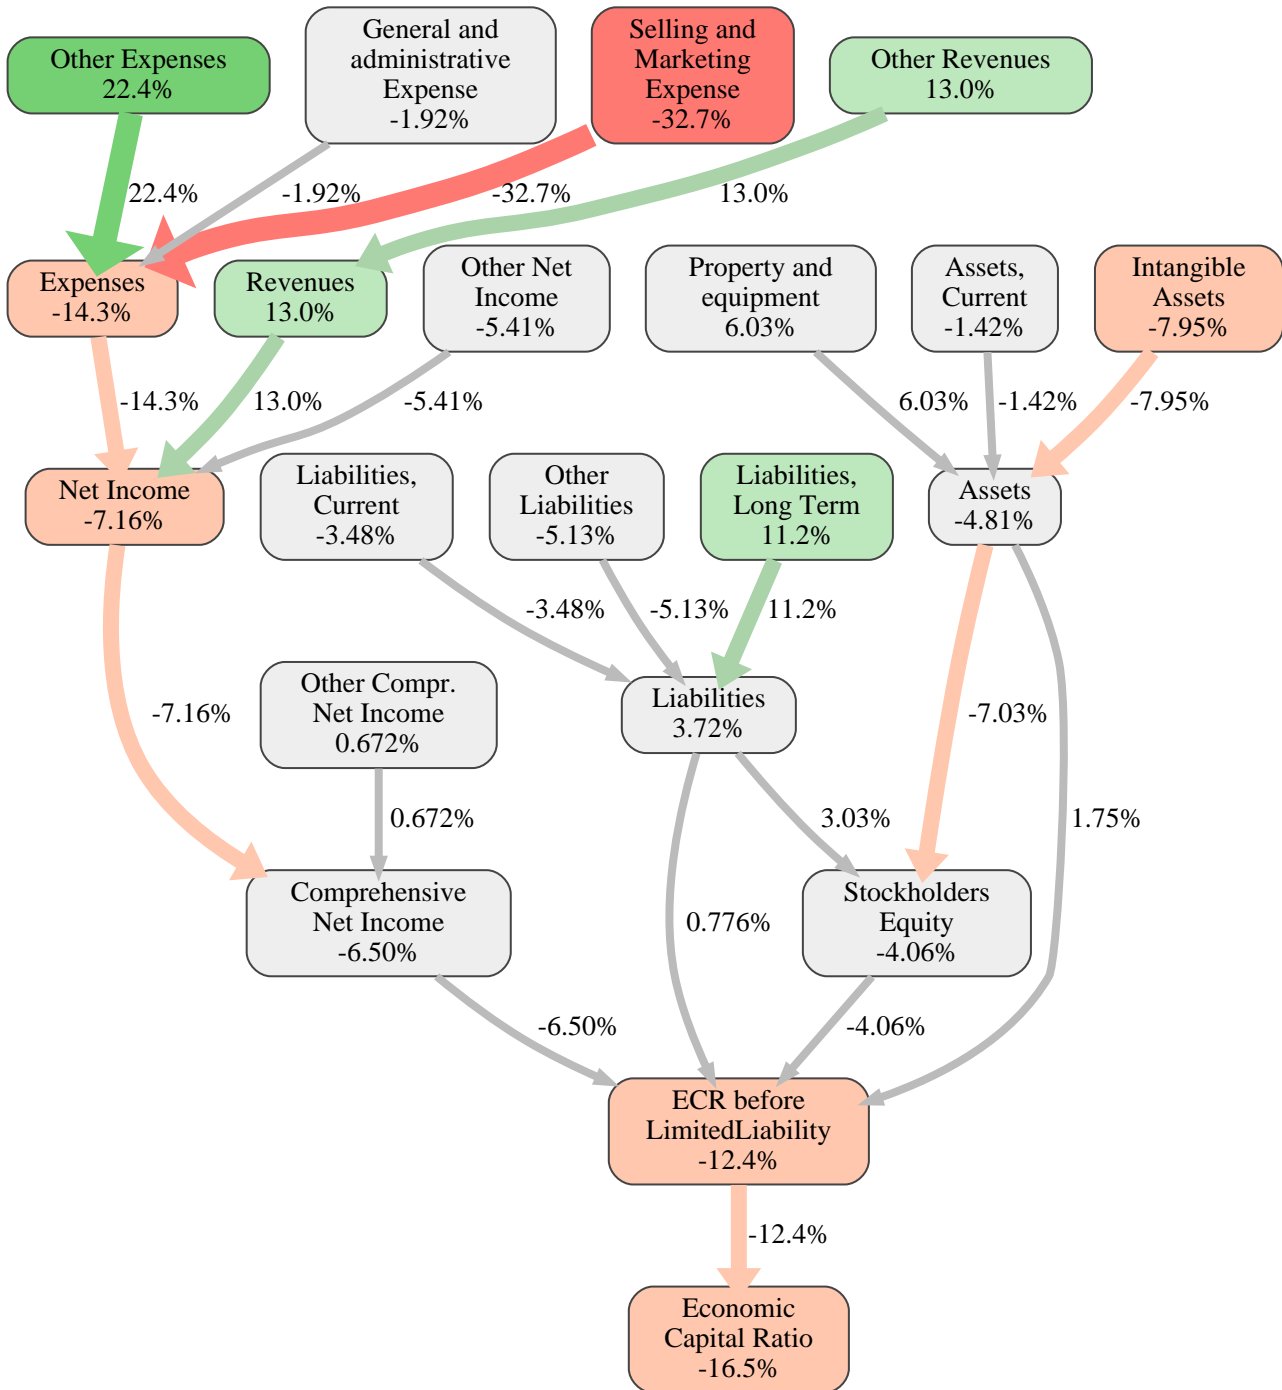 Other Expenses
22.4%
General and
administrative
Expense
-1.92%
Selling and
Marketing
Expense
-32.7%
Other Revenues
13.0%
22.4%
-1.92%
-32.7%
13.0%
Expenses
-14.3%
Revenues
13.0%
Other Net
Income
-5.41%
Property and
equipment
6.03%
Assets,
Current
-1.42%
Intangible
Assets
-7.95%
-14.3%
13.0%
-5.41%
6.03%
-1.42%
-7.95%
Net Income
-7.16%
Liabilities,
Current
-3.48%
Other
Liabilities
-5.13%
Liabilities,
Long Term
11.2%
Assets
-4.81%
-3.48%
-5.13%
11.2%
Other Compr.
Net Income
0.672%
Liabilities
3.72%
-7.16%
-7.03%
0.672%
3.03%
1.75%
Comprehensive
Net Income
-6.50%
0.776%
Stockholders
Equity
-4.06%
-6.50%
-4.06%
ECR before
LimitedLiability
-12.4%
-12.4%
Economic
Capital Ratio
-16.5%